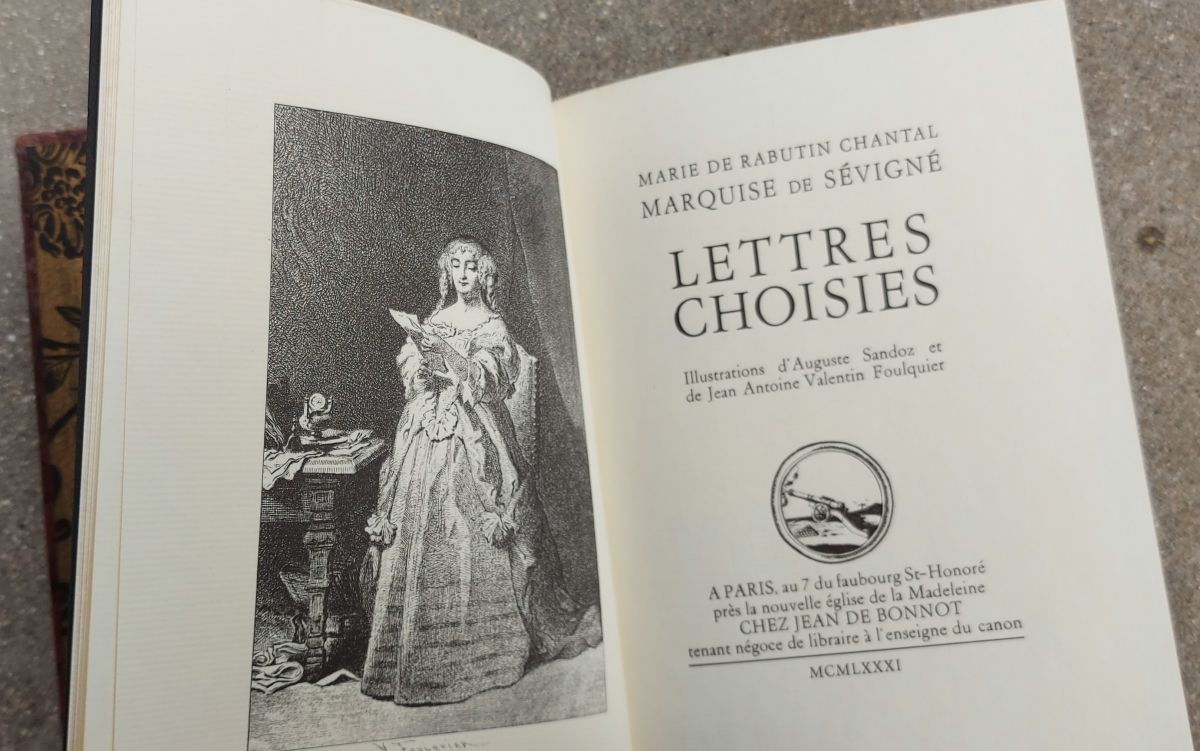 MARIE DE RABUTIN CHANTAL
MARQUISE DE SÉVIGNÉ
LETTRES
CHOISIES
Illustrations d'Auguste Sandoz et
de Jean Antoine Valentin Foulquier
A PARIS, au 7 du faubourg St-Honoré
près la nouvelle église de la Madeleine
CHEZ JEAN DE BONNOT
tenant négoce de libraire à l'enseigne du canon
MCMLXXXI